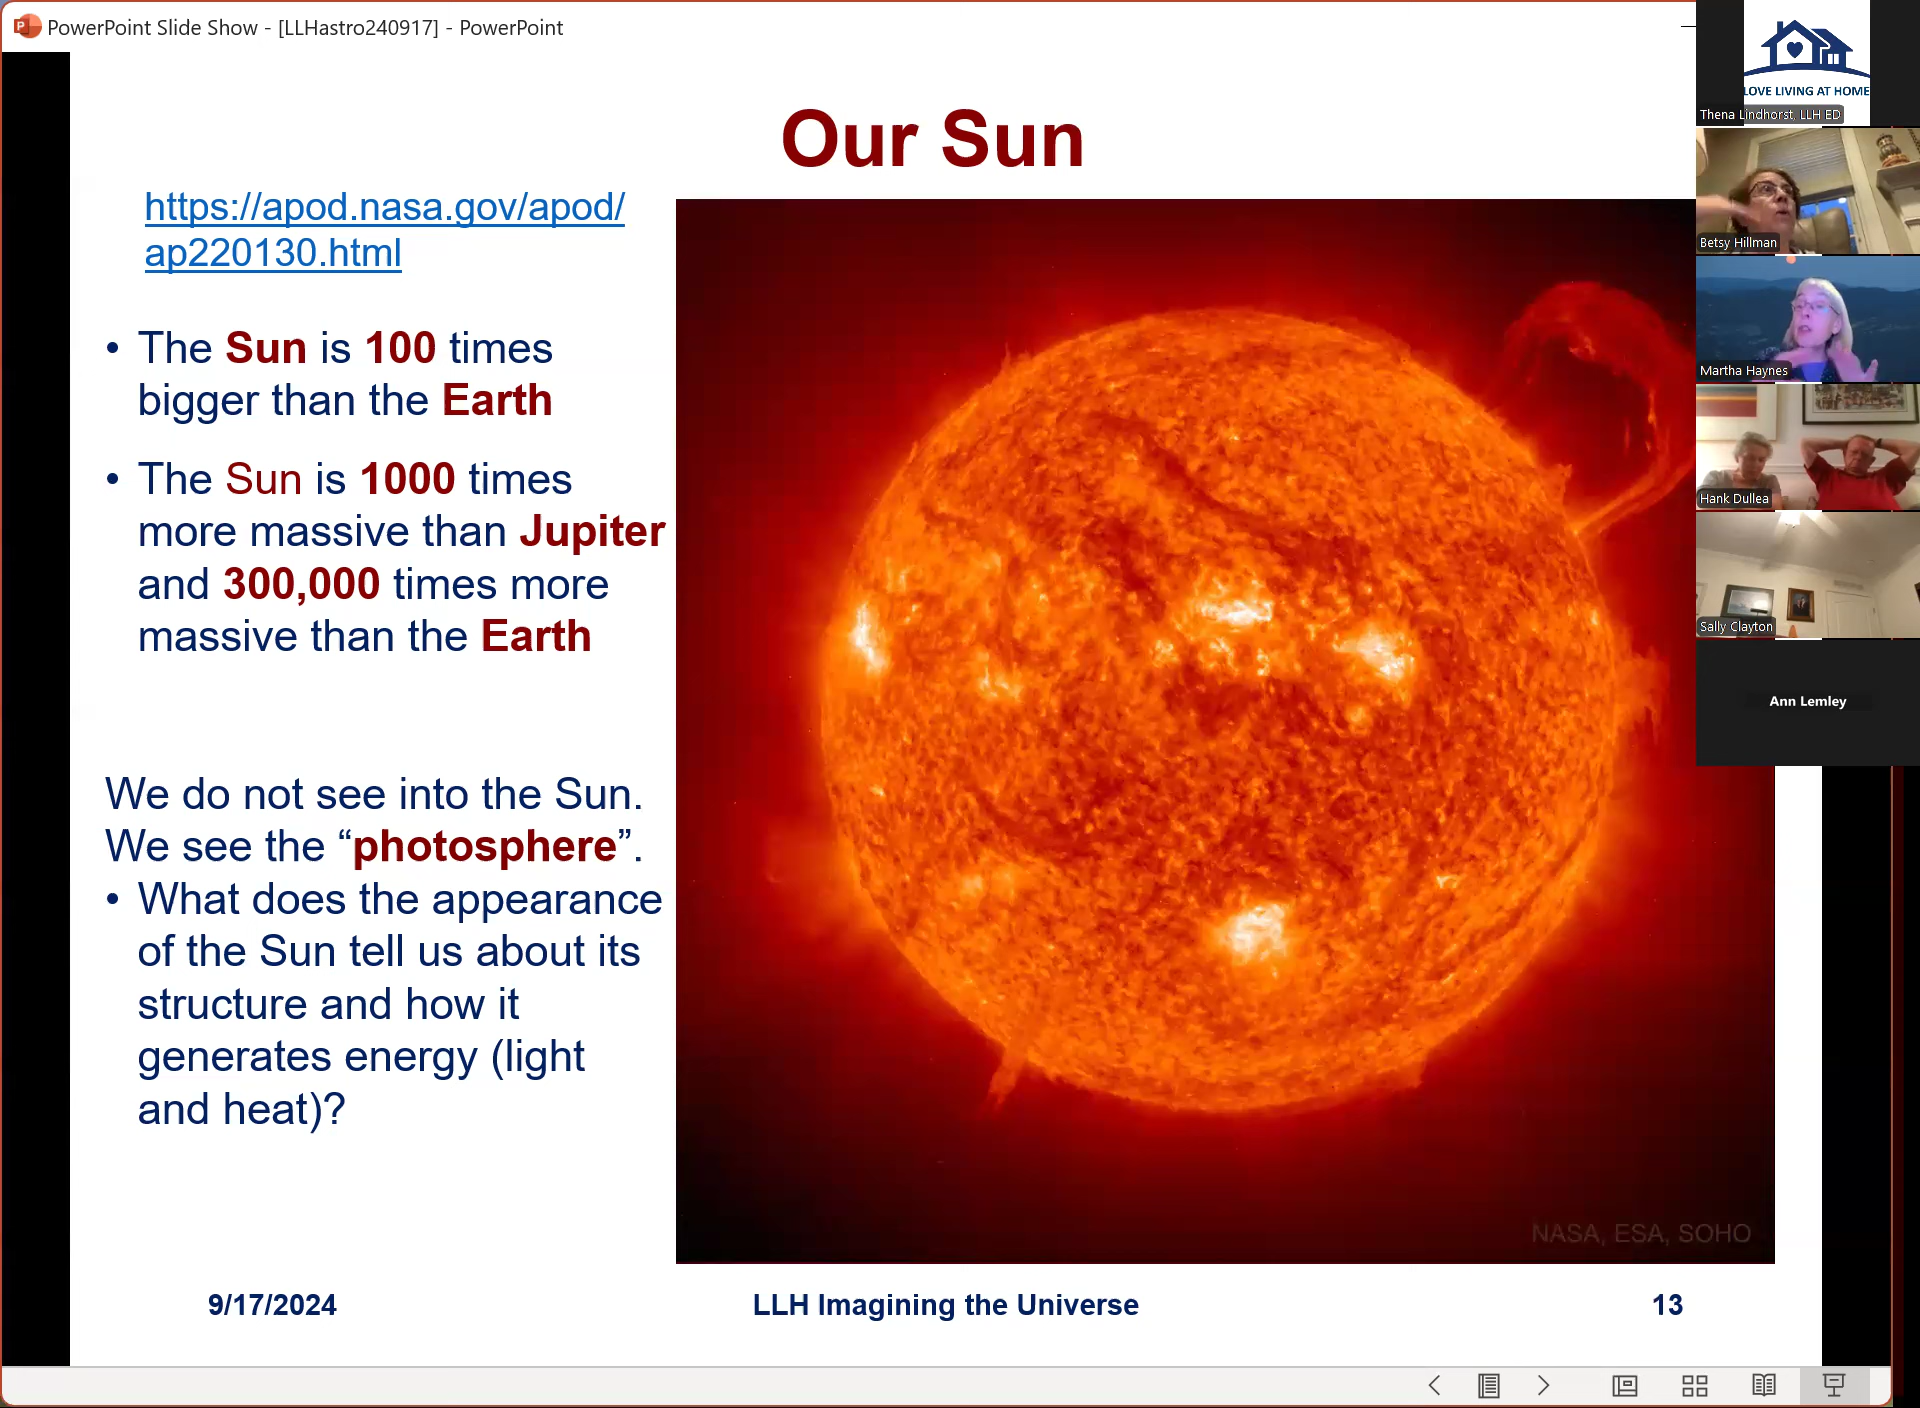 PowerPoint Slide Show - [LLHastro240917] - PowerPoint
Our Sun
https://apod.nasa.gov/apod/
ap220130.html
• The Sun is 100 times
bigger than the Earth
• The Sun is 1000 times
more massive than Jupiter
and 300,000 times more
massive than the Earth
We do not see into the Sun.
We see the “photosphere”.
• What does the appearance
of the Sun tell us about its
structure and how it
generates energy (light
and heat)?
NASA, ESA, SOHO
9/17/2024
LLH Imagining the Universe
13
LOVE LIVING AT HOME
Thena Lindhorst, LLH ED
Betsy Hillman
Martha Haynes
Hank Dullea
Sally Clayton
Ann Lemley